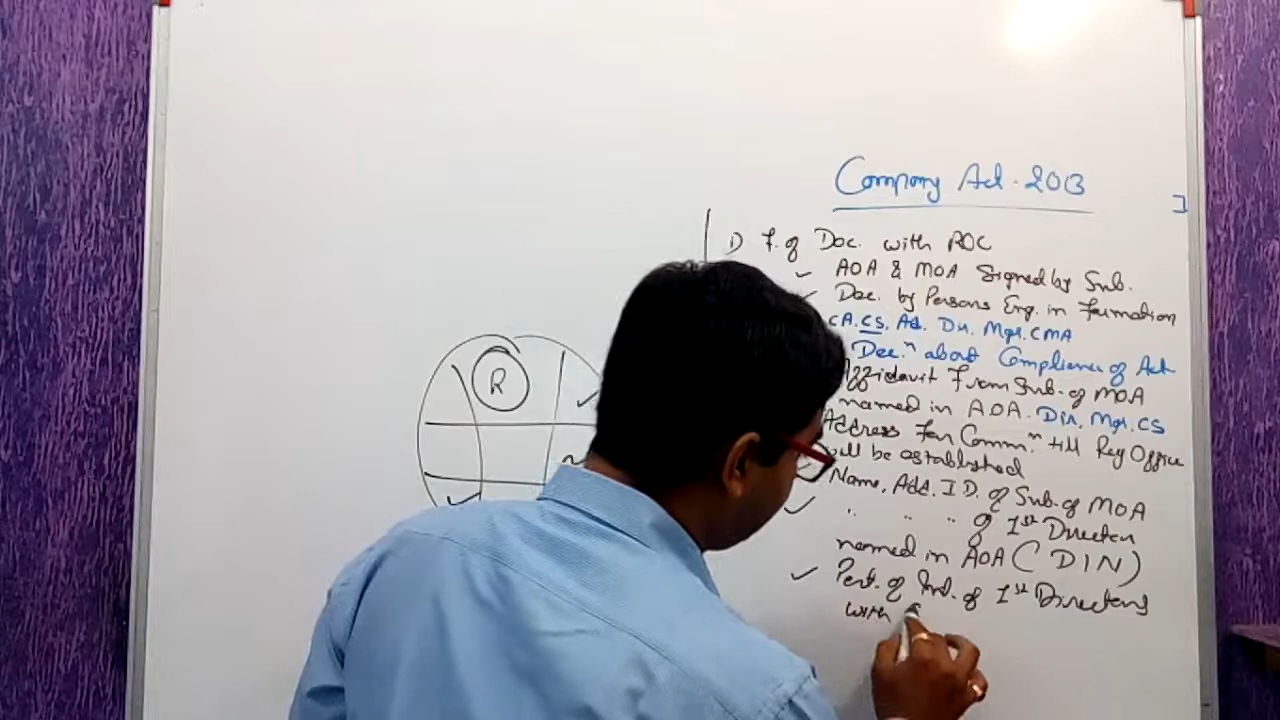 Company Act. 2013
1) F. of Doc. with ROC
AOA & MOA Signed by Sub.
Doc. by Persons Eng. in Formation
CA. CS. Ad. Dir. Mgr. CMA
Dec.ⁿ about Compliance of Act
Affidavit From Sub. of MOA
named in AOA. Dir, Mgr. CS
Address For Comm.ⁿ till Reg Office
will be established
Name, Add. I D. of Sub. of MOA
" " " of 1st Director
named in AOA ( DIN )
Part. of Int. of 1st Directors
with
R